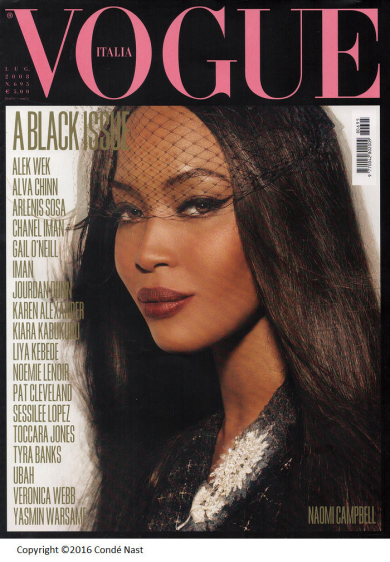 VOGUE
ITALIA
LUG.
2008
N.695
€5,00
A BLACK ISSUE
ALEK WEK
ALVA CHINN
ARLENIS SOSA
CHANEL IMAN
GAIL O'NEILL
IMAN
JOURDAN DUNN
KAREN ALEXANDER
KIARA KABUKURU
LIYA KEBEDE
NOEMIE LENOIR
PAT CLEVELAND
SESSILEE LOPEZ
TOCCARA JONES
TYRA BANKS
UBAH
VERONICA WEBB
YASMIN WARSAME
NAOMI CAMPBELL
Copyright ©2016 Condé Nast